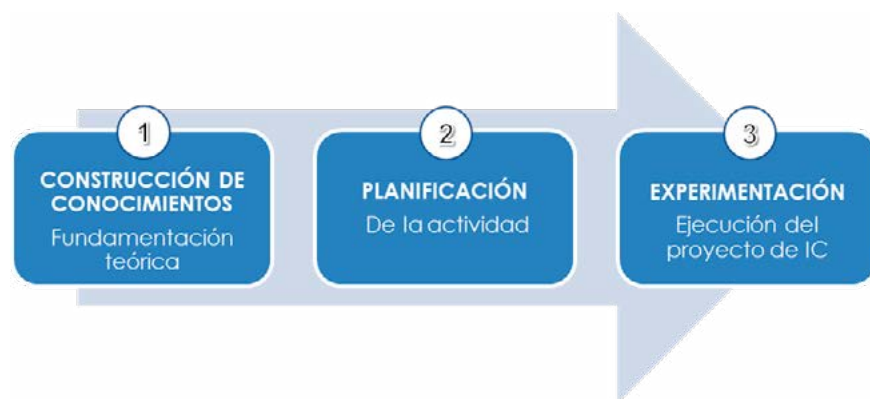 1
CONSTRUCCIÓN DE
CONOCIMIENTOS
Fundamentación
teórica
2
PLANIFICACIÓN
De la actividad
3
EXPERIMENTACIÓN
Ejecución del
proyecto de IC